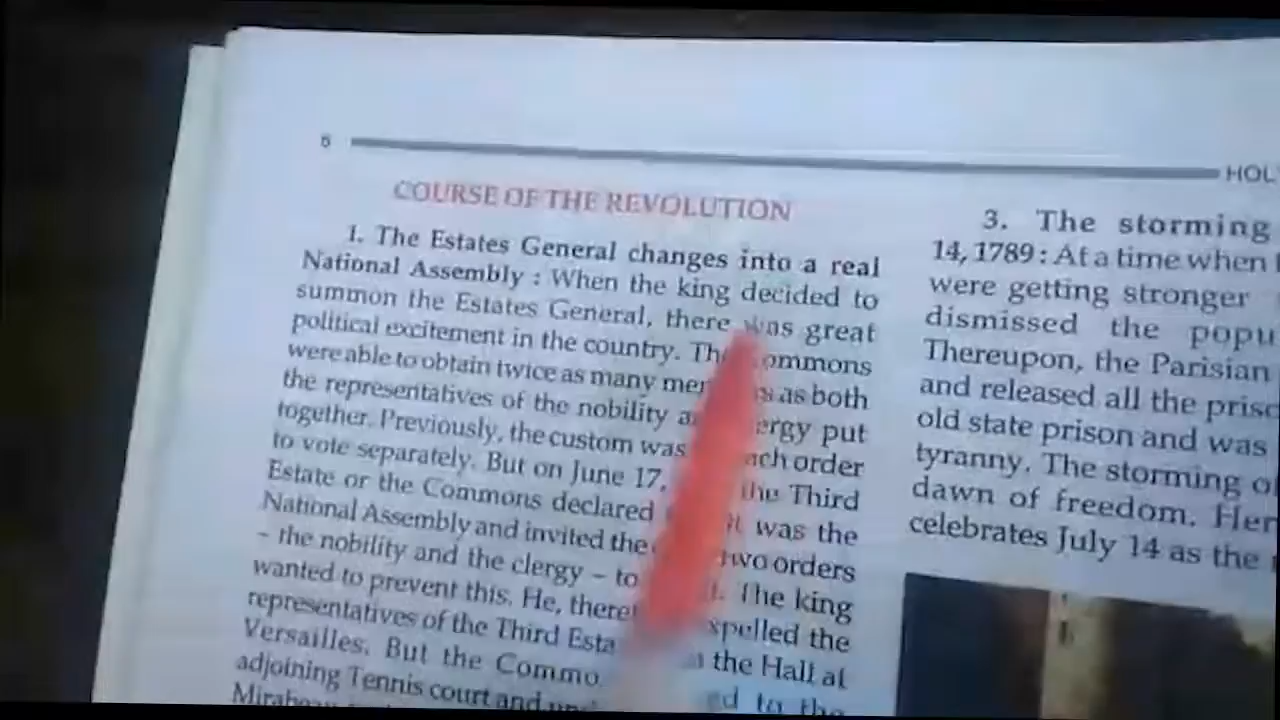 6
HOL
COURSE OF THE REVOLUTION
1. The Estates General changes into a real
National Assembly : When the king decided to
summon the Estates General, there was great
political excitement in the country. The Commons
were able to obtain twice as many as both
the representatives of the nobility put
together. Previously, the custom was order
to vote separately. But on June 17, the Third
Estate or the Commons declared it was the
National Assembly and invited the two orders
– the nobility and the clergy – to The king
wanted to prevent this. He, the
representatives of the Third the Hall at
Versailles. But the to the
adjoining Tennis court and
3. The storming
14, 1789 : At a time when
were getting stronger
dismissed the popu
Thereupon, the Parisian
and released all the priso
old state prison and was
tyranny. The storming
dawn of freedom. Her
celebrates July 14 as the